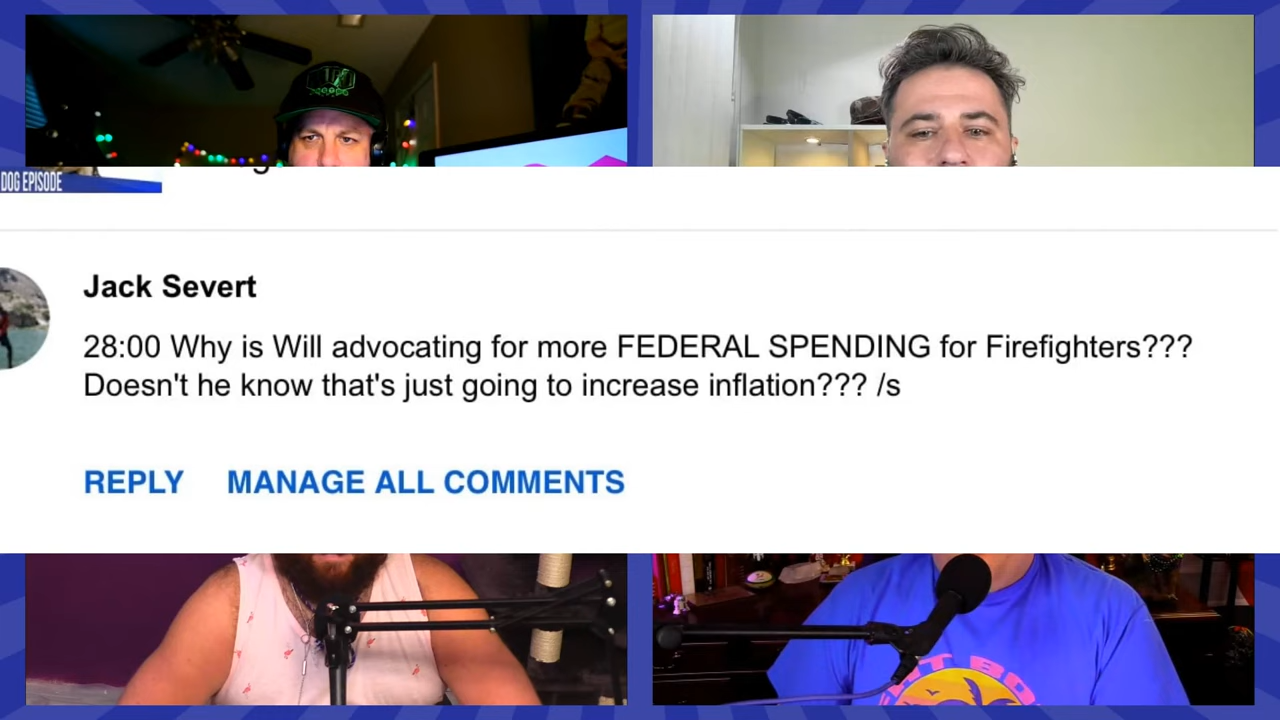 DOG EPISODE
Jack Severt
28:00 Why is Will advocating for more FEDERAL SPENDING for Firefighters???
Doesn't he know that's just going to increase inflation??? /s
REPLY MANAGE ALL COMMENTS